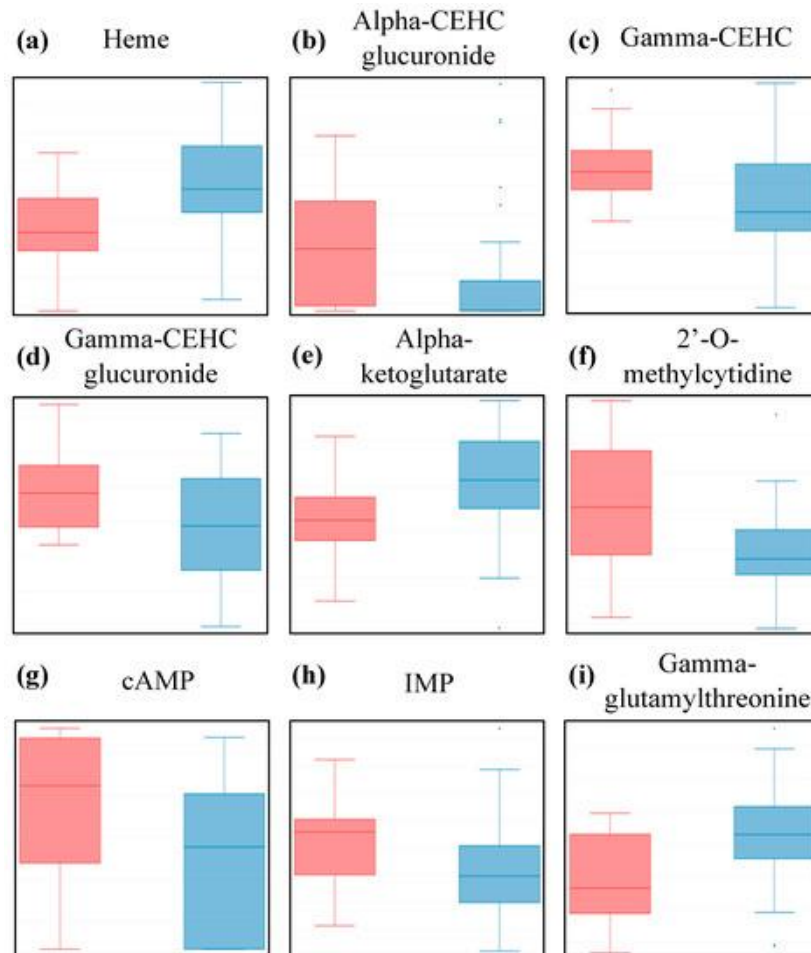 (a) Heme
(b) Alpha-CEHC
glucuronide
(c) Gamma-CEHC
(d) Gamma-CEHC
glucuronide
(e) Alpha-
ketoglutarate
(f) 2’-O-
methylcytidine
(g) cAMP
(h) IMP
(i) Gamma-
glutamylthreonine